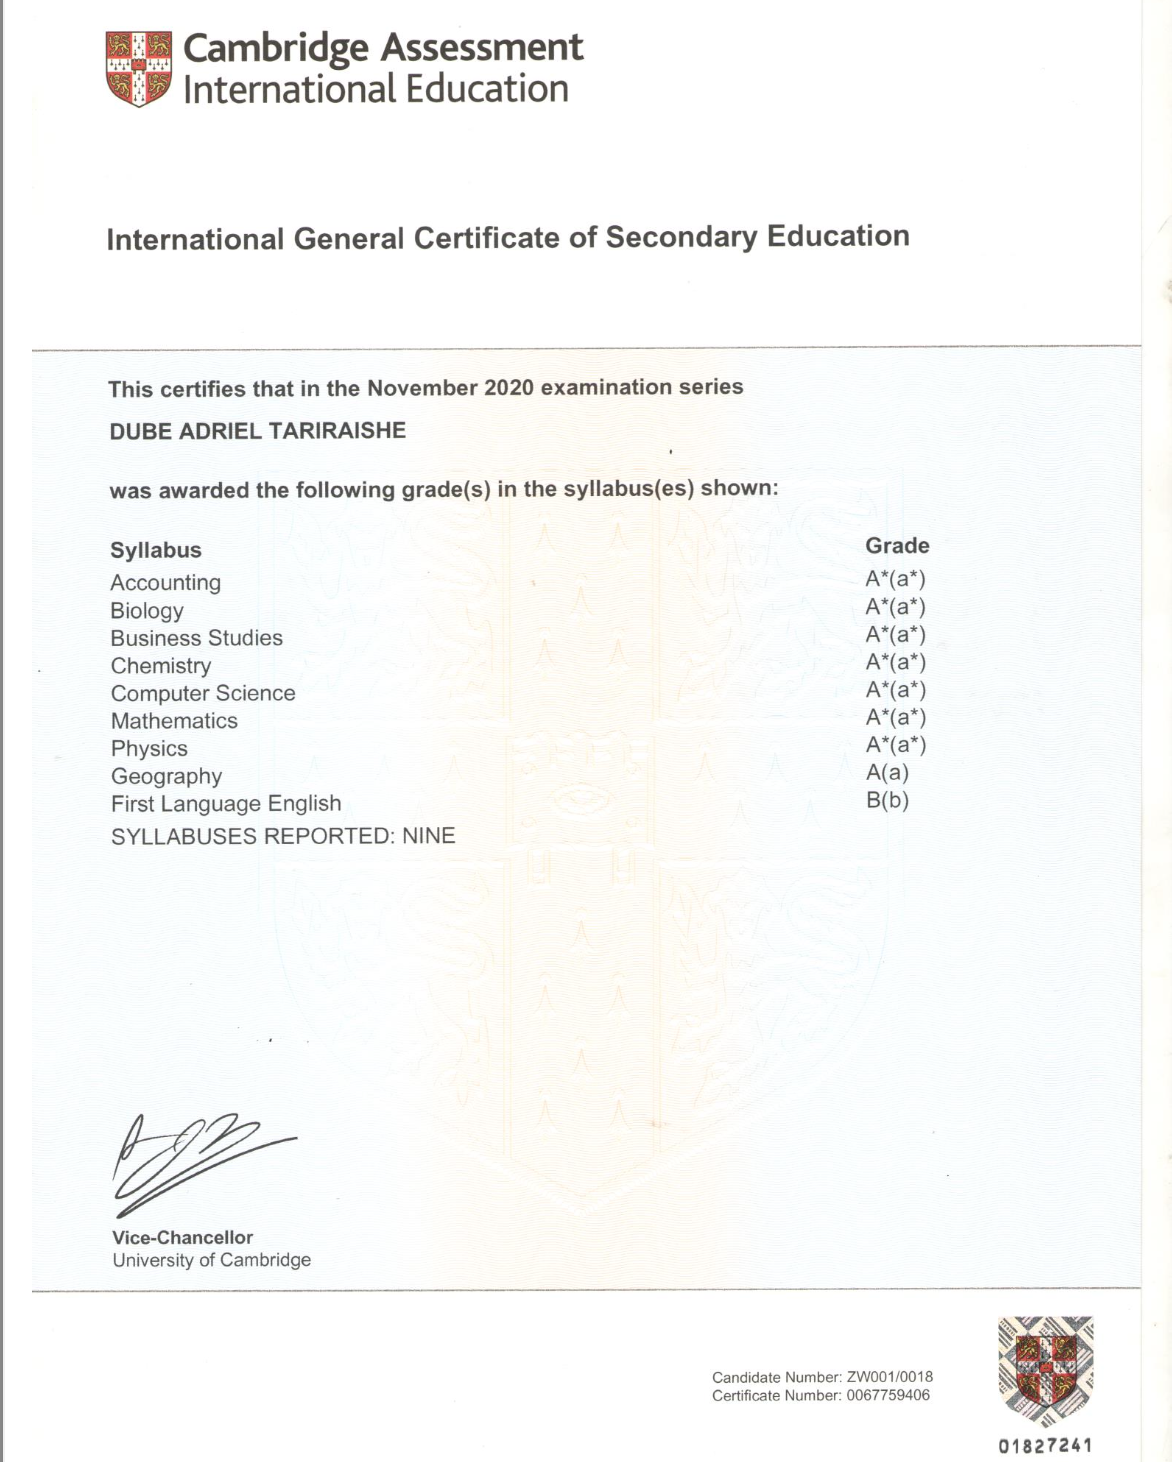 Cambridge Assessment
International Education
International General Certificate of Secondary Education
This certifies that in the November 2020 examination series
DUBE ADRIEL TARIRAISHE
was awarded the following grade(s) in the syllabus(es) shown:
Syllabus Grade
Accounting A*(a*)
Biology A*(a*)
Business Studies A*(a*)
Chemistry A*(a*)
Computer Science A*(a*)
Mathematics A*(a*)
Physics A*(a*)
Geography A(a)
First Language English B(b)
SYLLABUSES REPORTED: NINE
Vice-Chancellor
University of Cambridge
Candidate Number: ZW001/0018
Certificate Number: 0067759406
01827241